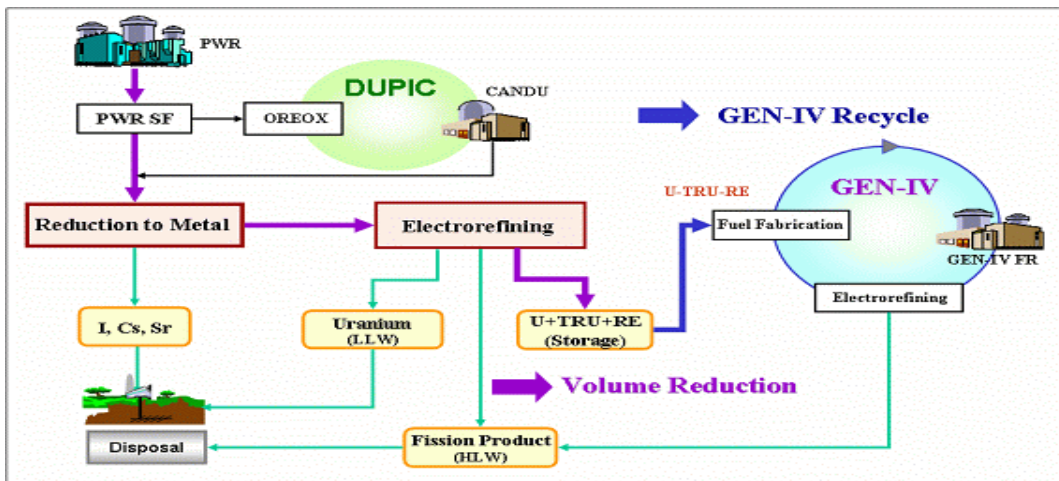 PWR
DUPIC
CANDU
PWR SF
OREOX
GEN-IV Recycle
U-TRU-RE
GEN-IV
Reduction to Metal
Electrorefining
Fuel Fabrication
GEN-IV FR
Electrorefining
I, Cs, Sr
Uranium
(LLW)
U+TRU+RE
(Storage)
Volume Reduction
Disposal
Fission Product
(HLW)